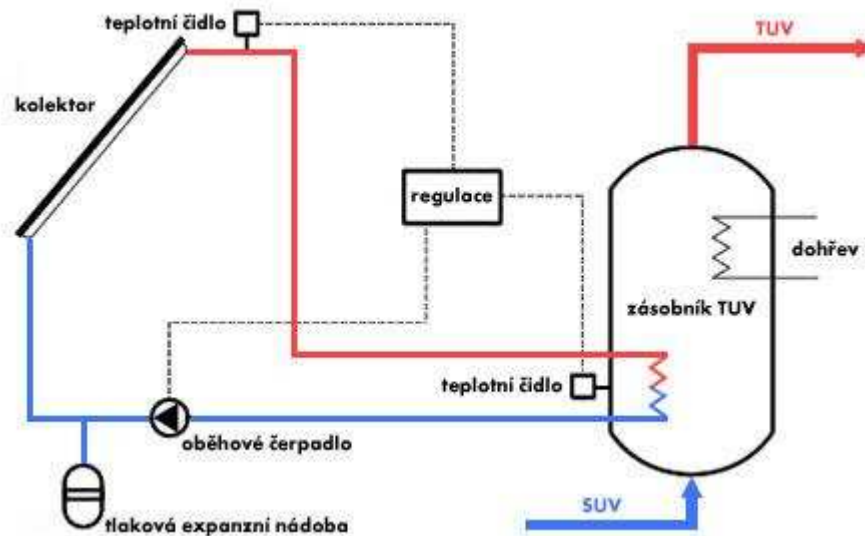 teplotní čidlo
TUV
kolektor
regulace
dohřev
zásobník TUV
teplotní čidlo
oběhové čerpadlo
SUV
tlaková expanzní nádoba